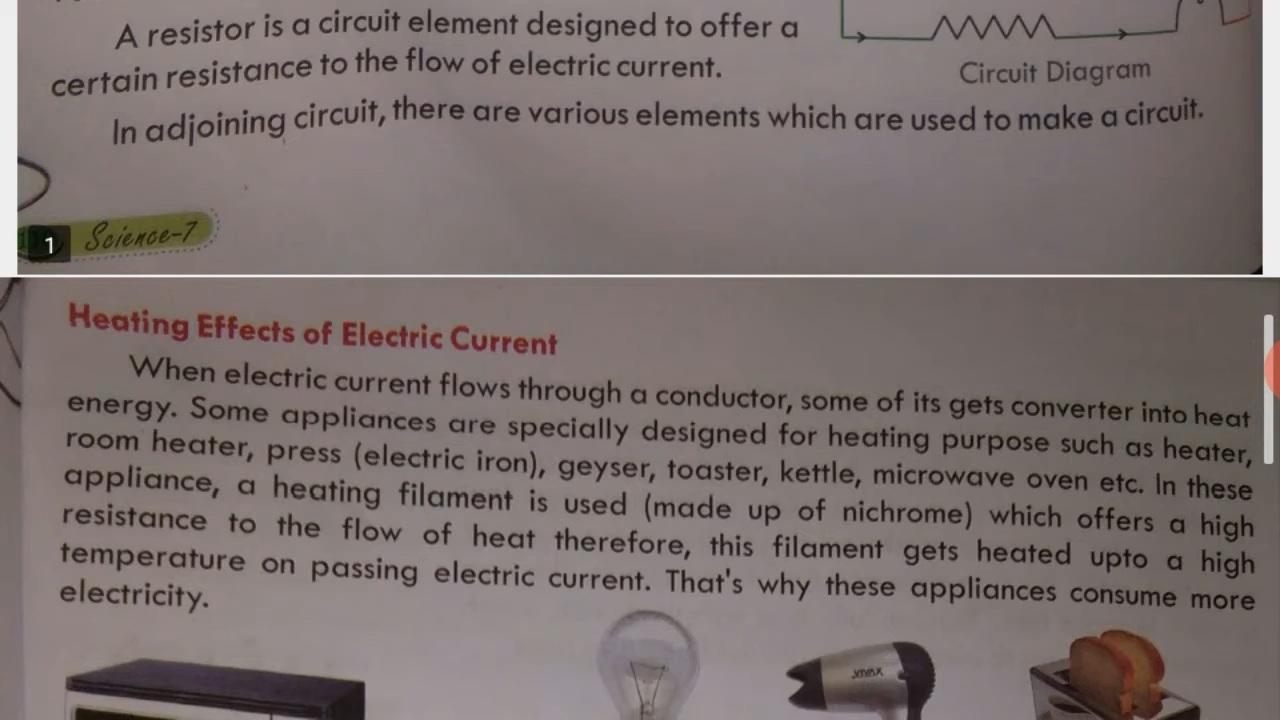 A resistor is a circuit element designed to offer a
certain resistance to the flow of electric current.
Circuit Diagram
In adjoining circuit, there are various elements which are used to make a circuit.
1
Science-7
Heating Effects of Electric Current
When electric current flows through a conductor, some of its gets converter into heat
energy. Some appliances are specially designed for heating purpose such as heater,
room heater, press (electric iron), geyser, toaster, kettle, microwave oven etc. In these
appliance, a heating filament is used (made up of nichrome) which offers a high
resistance to the flow of heat therefore, this filament gets heated upto a high
temperature on passing electric current. That's why these appliances consume more
electricity.